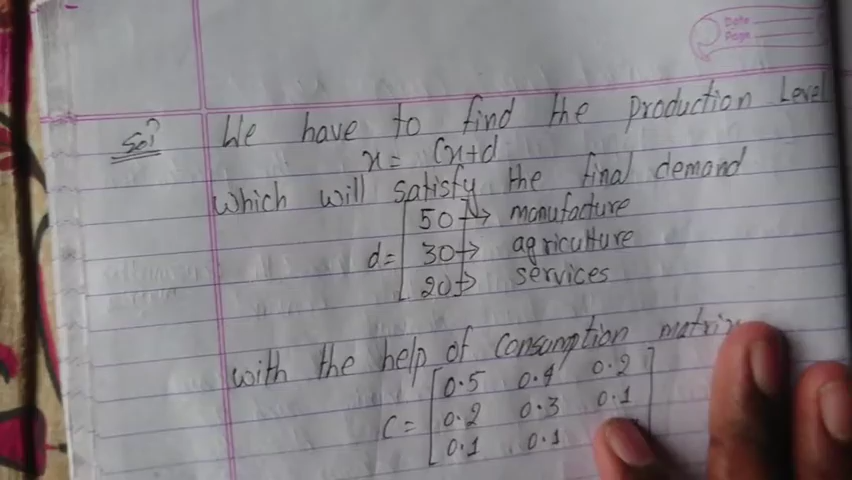 Date
Page
Sol? We have to find the production Level
x = Cx+d
which will satisfy the final demand
50 → manufacture
d= 30 → agriculture
20 → services
with the help of consumption matrix
0.5 0.4 0.2
C = 0.2 0.3 0.1
0.1 0.1